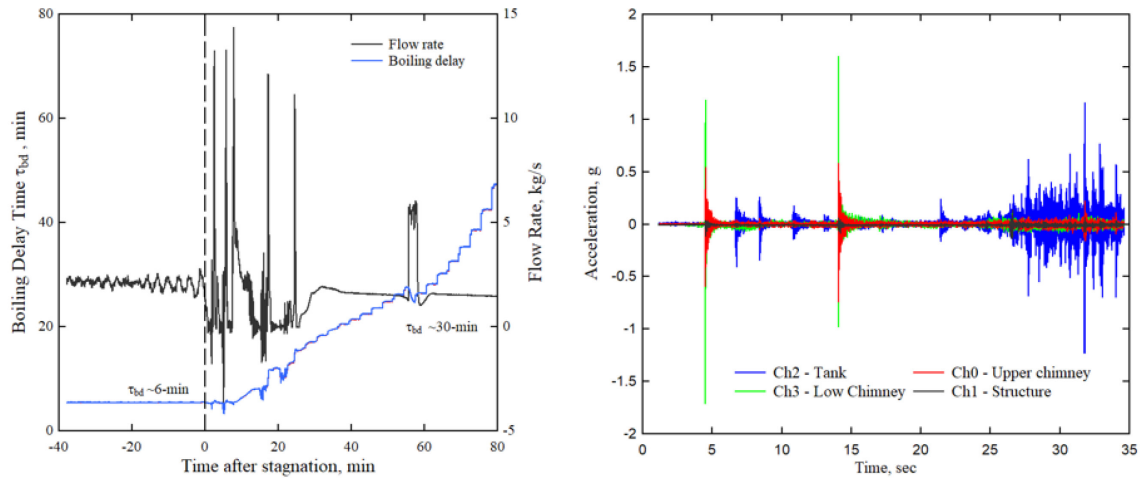 Flow rate
Boiling delay
80
60
40
20
0
Boiling Delay Time τbd , min
15
10
5
0
-5
Flow Rate, kg/s
τbd ~6-min
τbd ~30-min
-40
-20
0
20
40
60
80
Time after stagnation, min
2
1.5
1
0.5
0
-0.5
-1
-1.5
-2
Acceleration, g
Ch2 - Tank
Ch0 - Upper chimney
Ch3 - Low Chimney
Ch1 - Structure
0
5
10
15
20
25
30
35
Time, sec